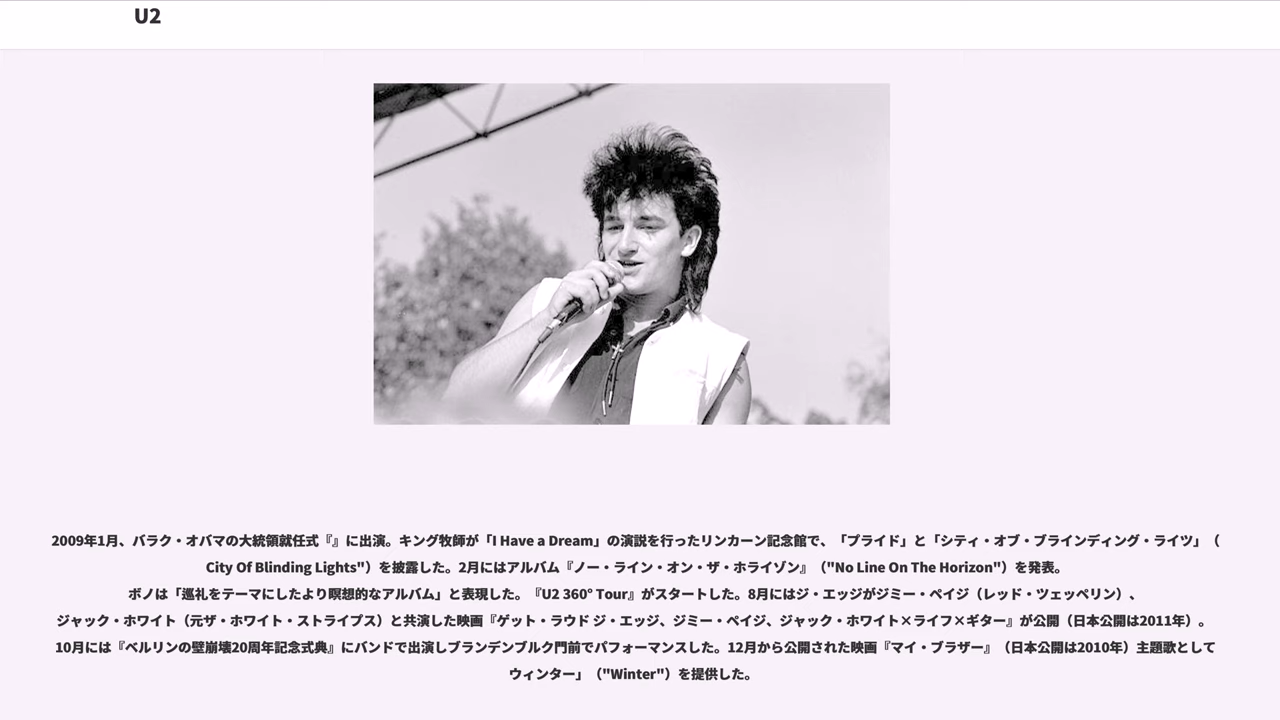 U2
2009年1月、バラク・オバマの大統領就任式『』に出演。キング牧師が「I Have a Dream」の演説を行ったリンカーン記念館で、「プライド」と「シティ・オブ・ブラインディング・ライツ」（
City Of Blinding Lights"）を披露した。2月にはアルバム『ノー・ライン・オン・ザ・ホライゾン』（"No Line On The Horizon"）を発表。
ボノは「巡礼をテーマにしたより瞑想的なアルバム」と表現した。『U2 360° Tour』がスタートした。8月にはジ・エッジがジミー・ペイジ（レッド・ツェッペリン）、
ジャック・ホワイト（元ザ・ホワイト・ストライプス）と共演した映画『ゲット・ラウド ジ・エッジ、ジミー・ペイジ、ジャック・ホワイト×ライフ×ギター』が公開（日本公開は2011年）。
10月には『ベルリンの壁崩壊20周年記念式典』にバンドで出演しブランデンブルク門前でパフォーマンスした。12月から公開された映画『マイ・ブラザー』（日本公開は2010年）主題歌として
ウィンター」（"Winter"）を提供した。